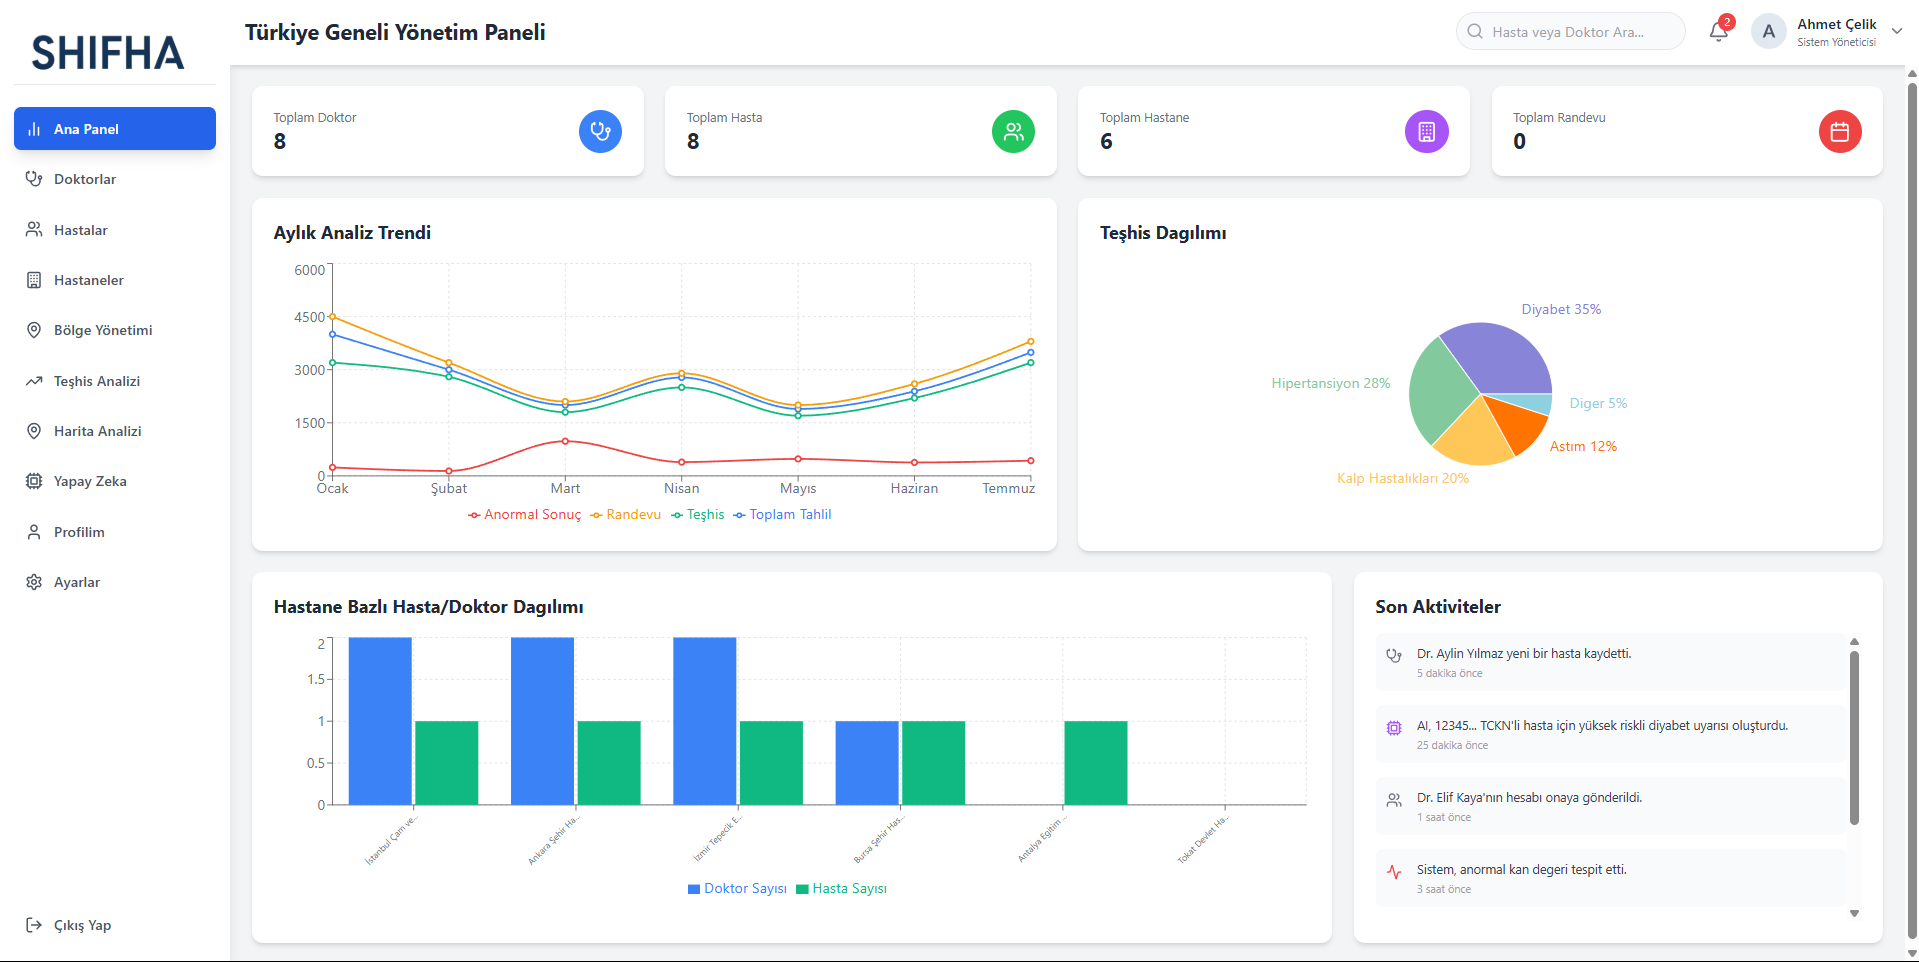 SHIFHA
Ana Panel
Doktorlar
Hastalar
Hastaneler
Bölge Yönetimi
Teşhis Analizi
Harita Analizi
Yapay Zeka
Profilim
Ayarlar
Çıkış Yap
Türkiye Geneli Yönetim Paneli
Hasta veya Doktor Ara...
2
A
Ahmet Çelik
Sistem Yöneticisi
Toplam Doktor
8
Toplam Hasta
8
Toplam Hastane
6
Toplam Randevu
0
Aylık Analiz Trendi
6000
4500
3000
1500
0
Ocak Şubat Mart Nisan Mayıs Haziran Temmuz
Anormal Sonuç Randevu Teşhis Toplam Tahlil
Teşhis Dagılımı
Diyabet 35%
Hipertansiyon 28%
Diger 5%
Astım 12%
Kalp Hastalıkları 20%
Hastane Bazlı Hasta/Doktor Dagılımı
2
1.5
1
0.5
0
İstanbul Çam ve...
Ankara Şehir Ha...
İzmir Tepecik E...
Bursa Şehir Has...
Antalya Egitim ...
Tokat Devlet Ha...
Doktor Sayısı Hasta Sayısı
Son Aktiviteler
Dr. Aylin Yılmaz yeni bir hasta kaydetti.
5 dakika önce
AI, 12345... TCKN'li hasta için yüksek riskli diyabet uyarısı oluşturdu.
25 dakika önce
Dr. Elif Kaya'nın hesabı onaya gönderildi.
1 saat önce
Sistem, anormal kan degeri tespit etti.
3 saat önce